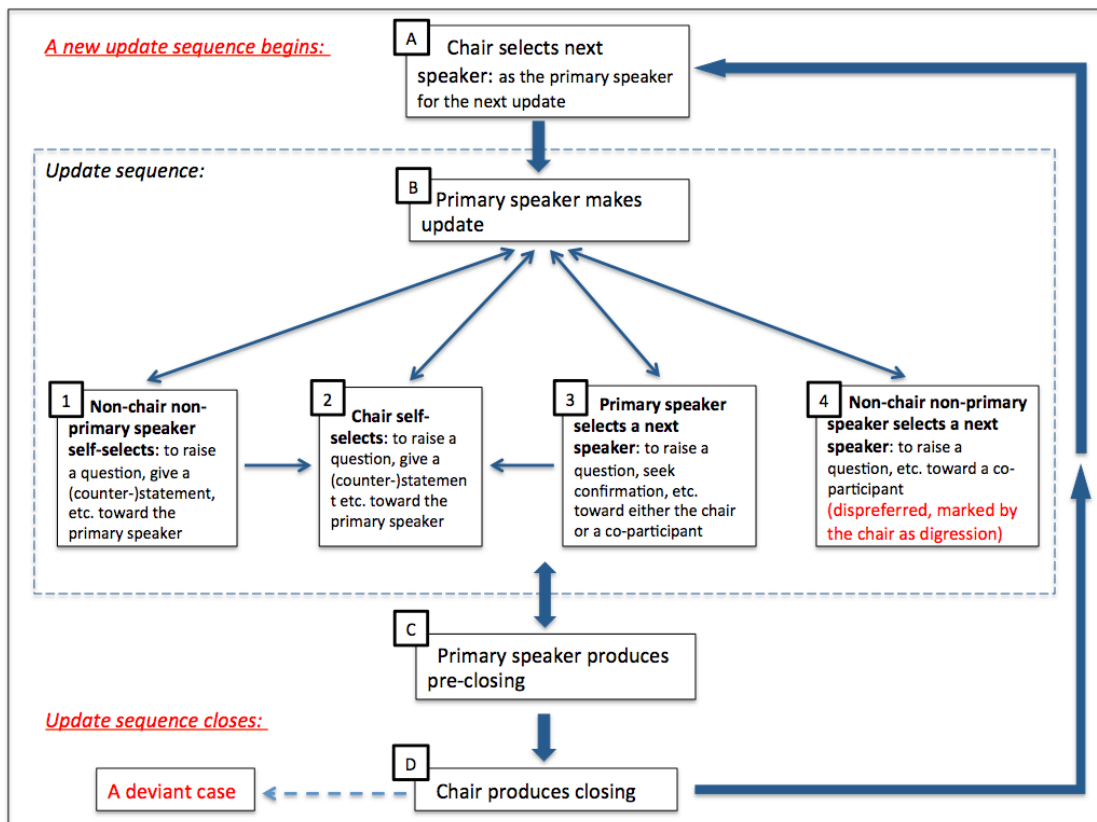 A new update sequence begins:
A
Chair selects next
speaker: as the primary speaker
for the next update
Update sequence:
B
Primary speaker makes
update
1
Non-chair non-
primary speaker
self-selects: to raise
a question, give a
(counter-)statement,
etc. toward the
primary speaker
2
Chair self-
selects: to raise a
question, give a
(counter-)statemen
t etc. toward the
primary speaker
3
Primary speaker
selects a next
speaker: to raise a
question, seek
confirmation, etc.
toward either the chair
or a co-participant
4
Non-chair non-primary
speaker selects a next
speaker: to raise a
question, etc. toward a co-
participant
(dispreferred, marked by
the chair as digression)
C
Primary speaker produces
pre-closing
Update sequence closes:
D
Chair produces closing
A deviant case